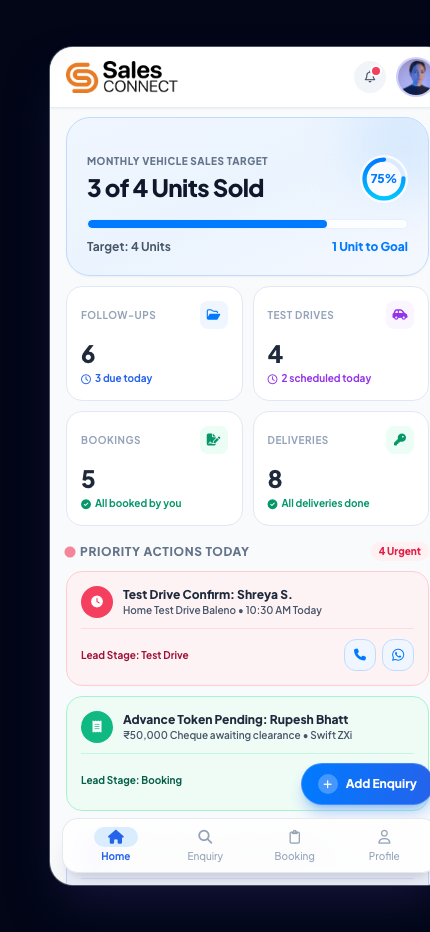 Sales
CONNECT
MONTHLY VEHICLE SALES TARGET
3 of 4 Units Sold
75%
Target: 4 Units
1 Unit to Goal
FOLLOW-UPS
6
3 due today
TEST DRIVES
4
2 scheduled today
BOOKINGS
5
All booked by you
DELIVERIES
8
All deliveries done
PRIORITY ACTIONS TODAY
4 Urgent
Test Drive Confirm: Shreya S.
Home Test Drive Baleno • 10:30 AM Today
Lead Stage: Test Drive
Advance Token Pending: Rupesh Bhatt
₹50,000 Cheque awaiting clearance • Swift ZXi
Lead Stage: Booking
Add Enquiry
Home
Enquiry
Booking
Profile